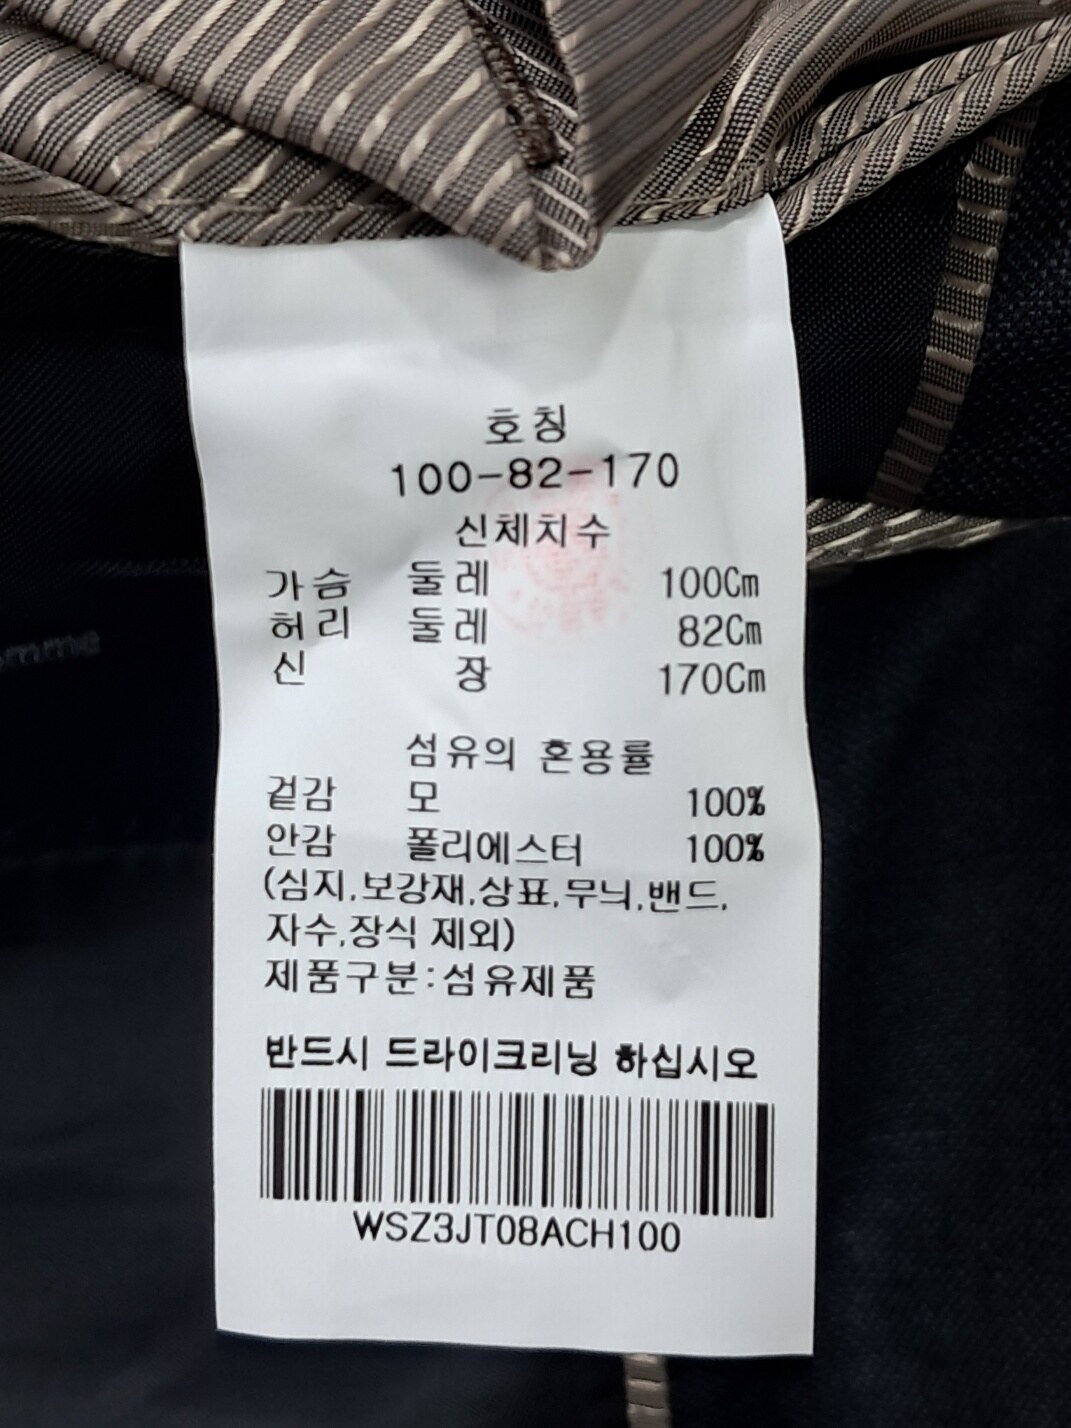 호칭
100-82-170
신체치수
가슴 둘레 100Cm
허리 둘레 82Cm
신 장 170Cm
섬유의 혼용률
겉감 모 100%
안감 폴리에스터 100%
(심지,보강재,상표,무늬,밴드,
자수,장식 제외)
제품구분:섬유제품
반드시 드라이크리닝 하십시오
WSZ3JT08ACH100